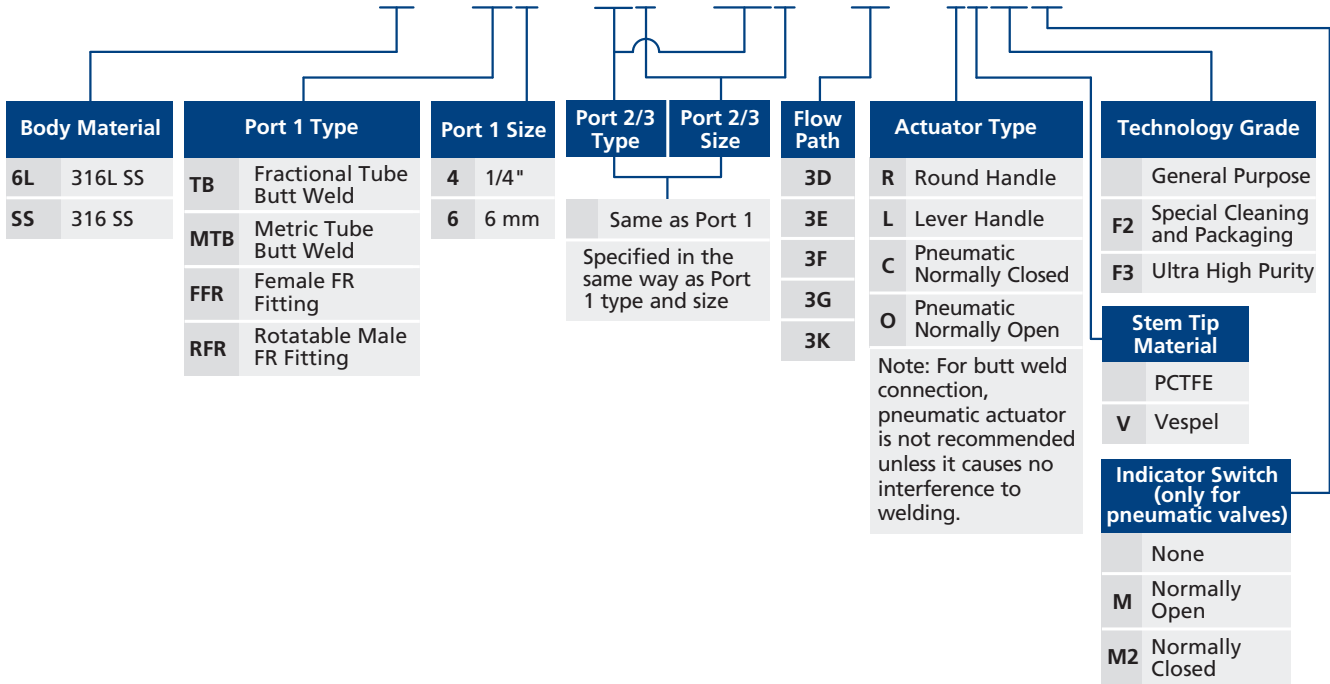 Body Material
6L 316L SS
SS 316 SS
Port 1 Type
TB Fractional Tube
Butt Weld
MTB Metric Tube
Butt Weld
FFR Female FR
Fitting
RFR Rotatable Male
FR Fitting
Port 1 Size
4 1/4"
6 6 mm
Port 2/3
Type
Port 2/3
Size
Same as Port 1
Specified in the
same way as Port
1 type and size
Flow
Path
3D
3E
3F
3G
3K
Actuator Type
R Round Handle
L Lever Handle
C Pneumatic
Normally Closed
O Pneumatic
Normally Open
Note: For butt weld
connection,
pneumatic actuator
is not recommended
unless it causes no
interference to
welding.
Technology Grade
General Purpose
F2 Special Cleaning
and Packaging
F3 Ultra High Purity
Stem Tip
Material
PCTFE
V Vespel
Indicator Switch
(only for
pneumatic valves)
None
M Normally
Open
M2 Normally
Closed